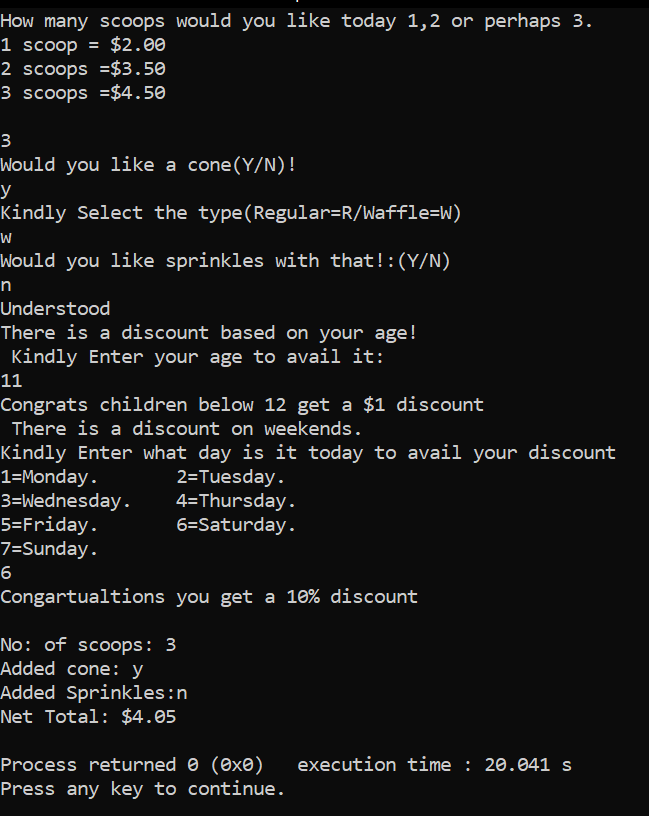 How many scoops would you like today 1,2 or perhaps 3.
1 scoop = $2.00
2 scoops =$3.50
3 scoops =$4.50
3
Would you like a cone(Y/N)!
y
Kindly Select the type(Regular=R/Waffle=W)
w
Would you like sprinkles with that!:(Y/N)
n
Understood
There is a discount based on your age!
 Kindly Enter your age to avail it:
11
Congrats children below 12 get a $1 discount
 There is a discount on weekends.
Kindly Enter what day is it today to avail your discount
1=Monday.       2=Tuesday.
3=Wednesday.    4=Thursday.
5=Friday.       6=Saturday.
7=Sunday.
6
Congartualtions you get a 10% discount
No: of scoops: 3
Added cone: y
Added Sprinkles:n
Net Total: $4.05
Process returned 0 (0x0)   execution time : 20.041 s
Press any key to continue.